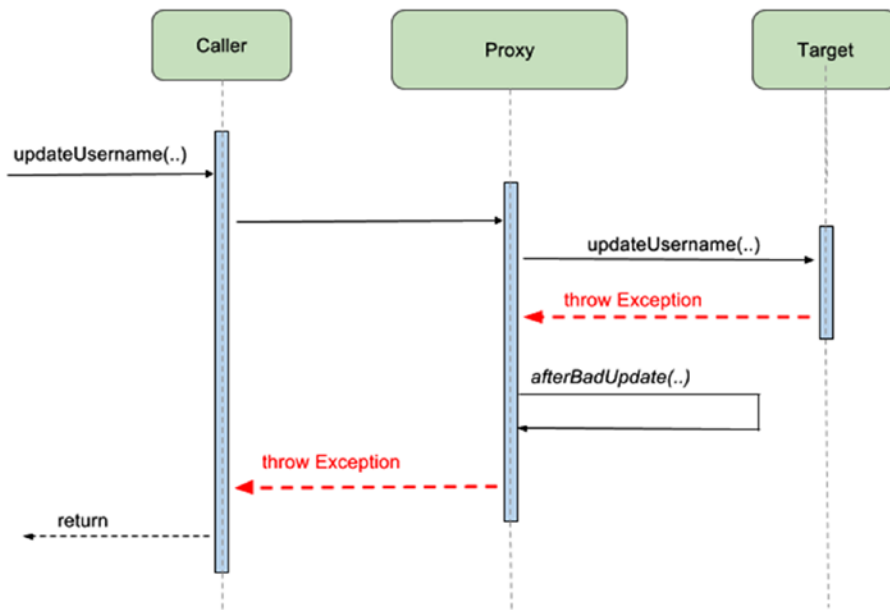 Caller
Proxy
Target
updateUsername(..)
updateUsername(..)
throw Exception
afterBadUpdate(..)
throw Exception
return